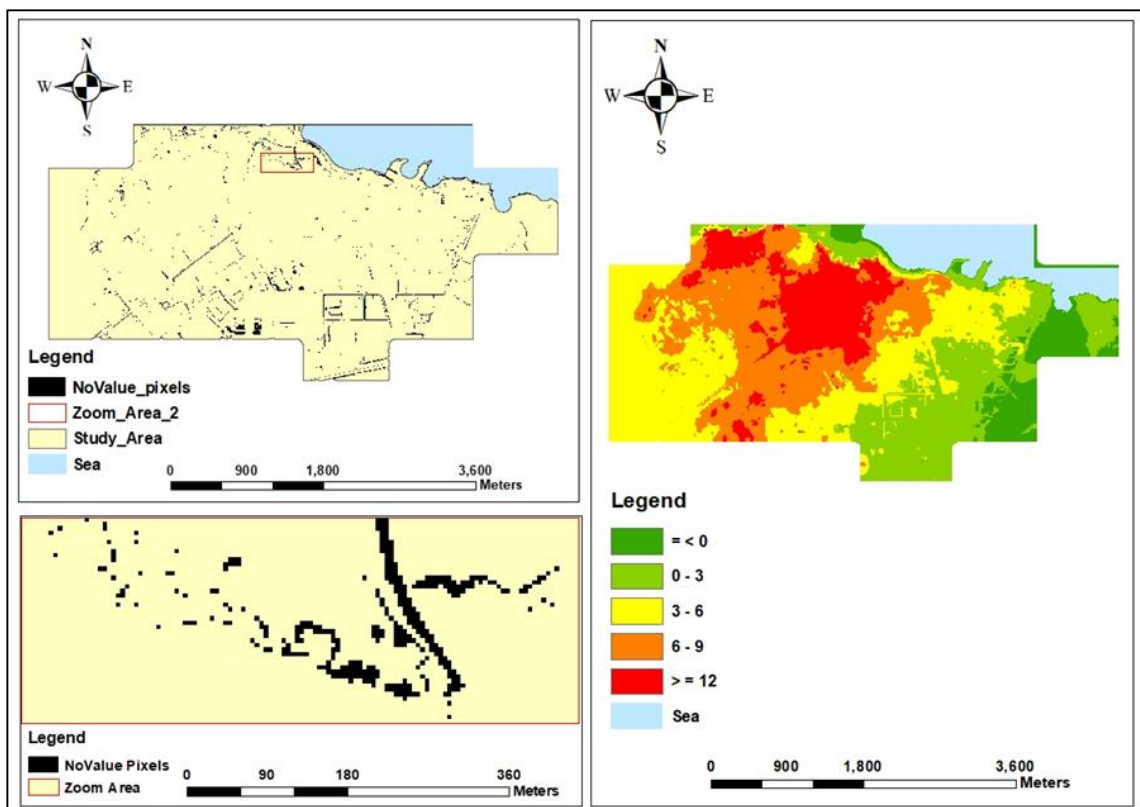 N
W E
S
Legend
NoValue_pixels
Zoom_Area_2
Study_Area
Sea
0 900 1,800 3,600
Meters
Legend
NoValue Pixels
Zoom Area
0 90 180 360
Meters
N
W E
S
Legend
= < 0
0 - 3
3 - 6
6 - 9
> = 12
Sea
0 900 1,800 3,600
Meters